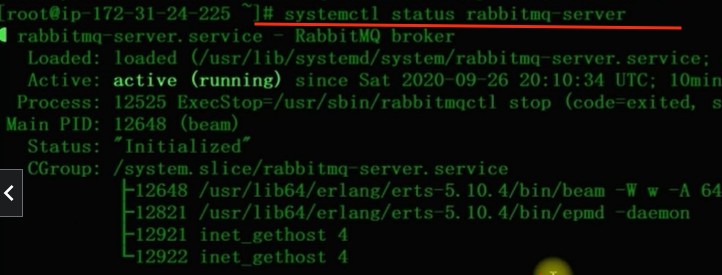 [root@ip-172-31-24-225 ~]# systemctl status rabbitmq-server
rabbitmq-server.service - RabbitMQ broker
Loaded: loaded (/usr/lib/systemd/system/rabbitmq-server.service;
Active: active (running) since Sat 2020-09-26 20:10:34 UTC; 10min
Process: 12525 ExecStop=/usr/sbin/rabbitmqctl stop (code=exited, s
Main PID: 12648 (beam)
Status: "Initialized"
CGroup: /system.slice/rabbitmq-server.service
├─12648 /usr/lib64/erlang/erts-5.10.4/bin/beam -W w -A 64
├─12821 /usr/lib64/erlang/erts-5.10.4/bin/epmd -daemon
├─12921 inet_gethost 4
└─12922 inet_gethost 4